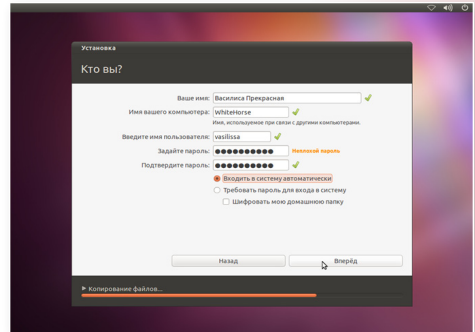 Установка
Кто вы?
Ваше имя: Василиса Прекрасная
Имя вашего компьютера: WhiteHorse
Имя, используемое при связи с другими компьютерами.
Введите имя пользователя: vasilissa
Задайте пароль: ●●●●●●●●●● Неплохой пароль
Подтвердите пароль: ●●●●●●●●●●
Входить в систему автоматически
Требовать пароль для входа в систему
Шифровать мою домашнюю папку
Назад Вперёд
Копирование файлов...